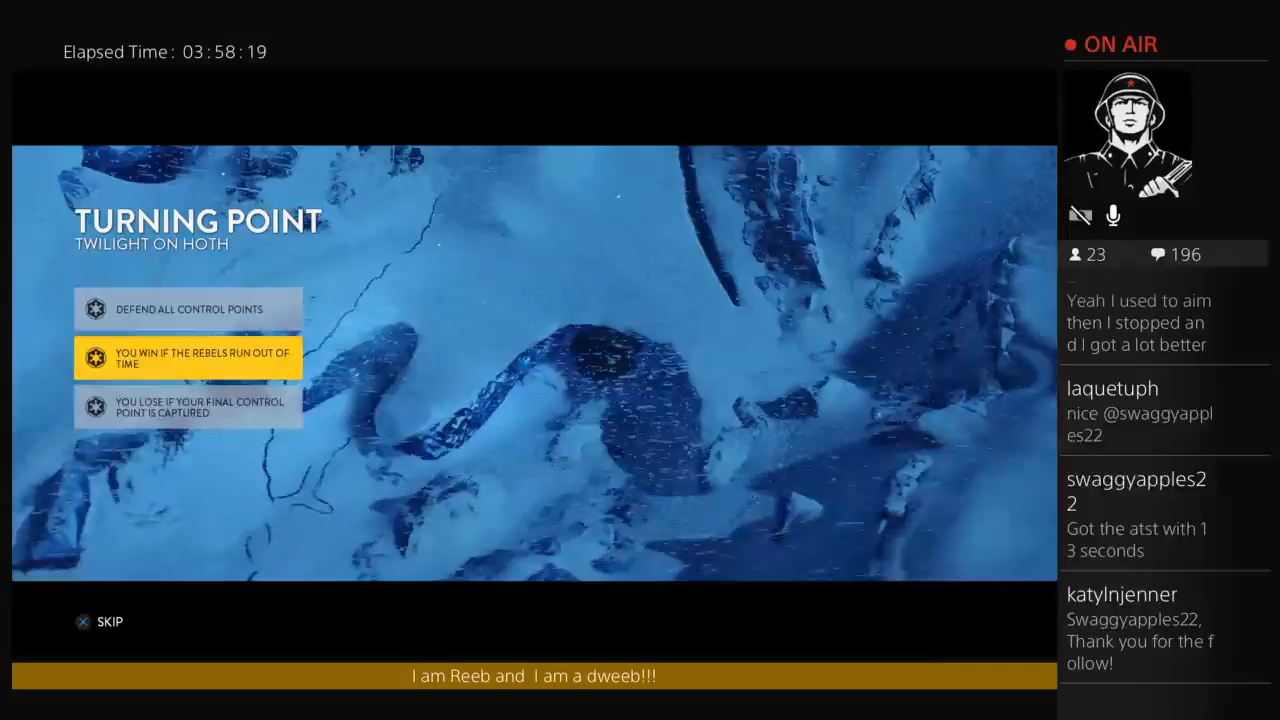 Elapsed Time: 03:58:19
ON AIR
TURNING POINT
TWILIGHT ON HOTH
DEFEND ALL CONTROL POINTS
YOU WIN IF THE REBELS RUN OUT OF
TIME
YOU LOSE IF YOUR FINAL CONTROL
POINT IS CAPTURED
SKIP
I am Reeb and I am a dweeb!!!
23 196
Yeah I used to aim
then I stopped an
d I got a lot better
laquetuph
nice @swaggyappl
es22
swaggyapples2
2
Got the atst with 1
3 seconds
katylnjenner
Swaggyapples22,
Thank you for the f
ollow!